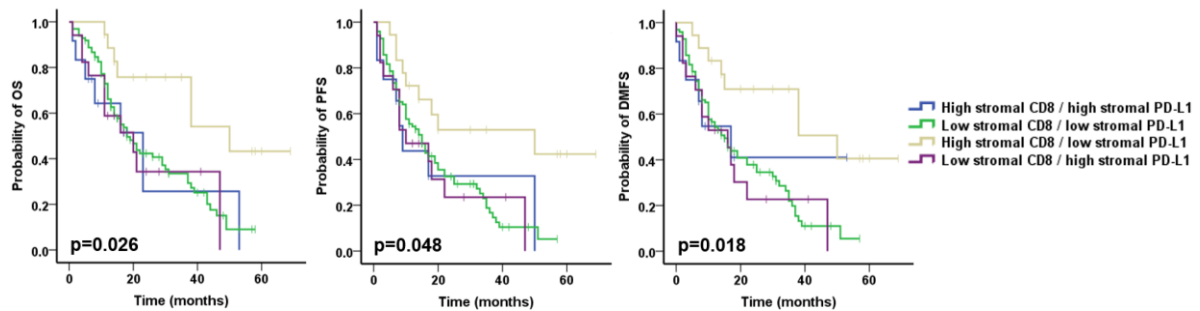 Probability of OS
1.0
0.8
0.6
0.4
0.2
0.0
p=0.026
0 20 40 60
Time (months)
Probability of PFS
1.0
0.8
0.6
0.4
0.2
0.0
p=0.048
0 20 40 60
Time (months)
Probability of DMFS
1.0
0.8
0.6
0.4
0.2
0.0
p=0.018
0 20 40 60
Time (months)
High stromal CD8 / high stromal PD-L1
Low stromal CD8 / low stromal PD-L1
High stromal CD8 / low stromal PD-L1
Low stromal CD8 / high stromal PD-L1